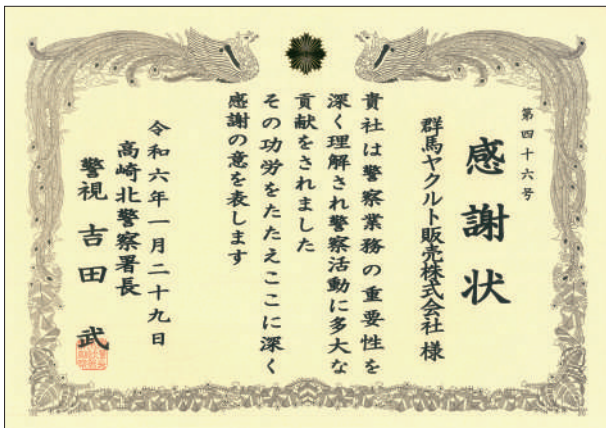 第四十六号
感謝状
群馬ヤクルト販売株式会社 様
貴社は警察業務の重要性を
深く理解され警察活動に多大な
貢献をされました
その功労をたたえここに深く
感謝の意を表します
令和六年一月二十九日
高崎北警察署長
警視 吉田 武